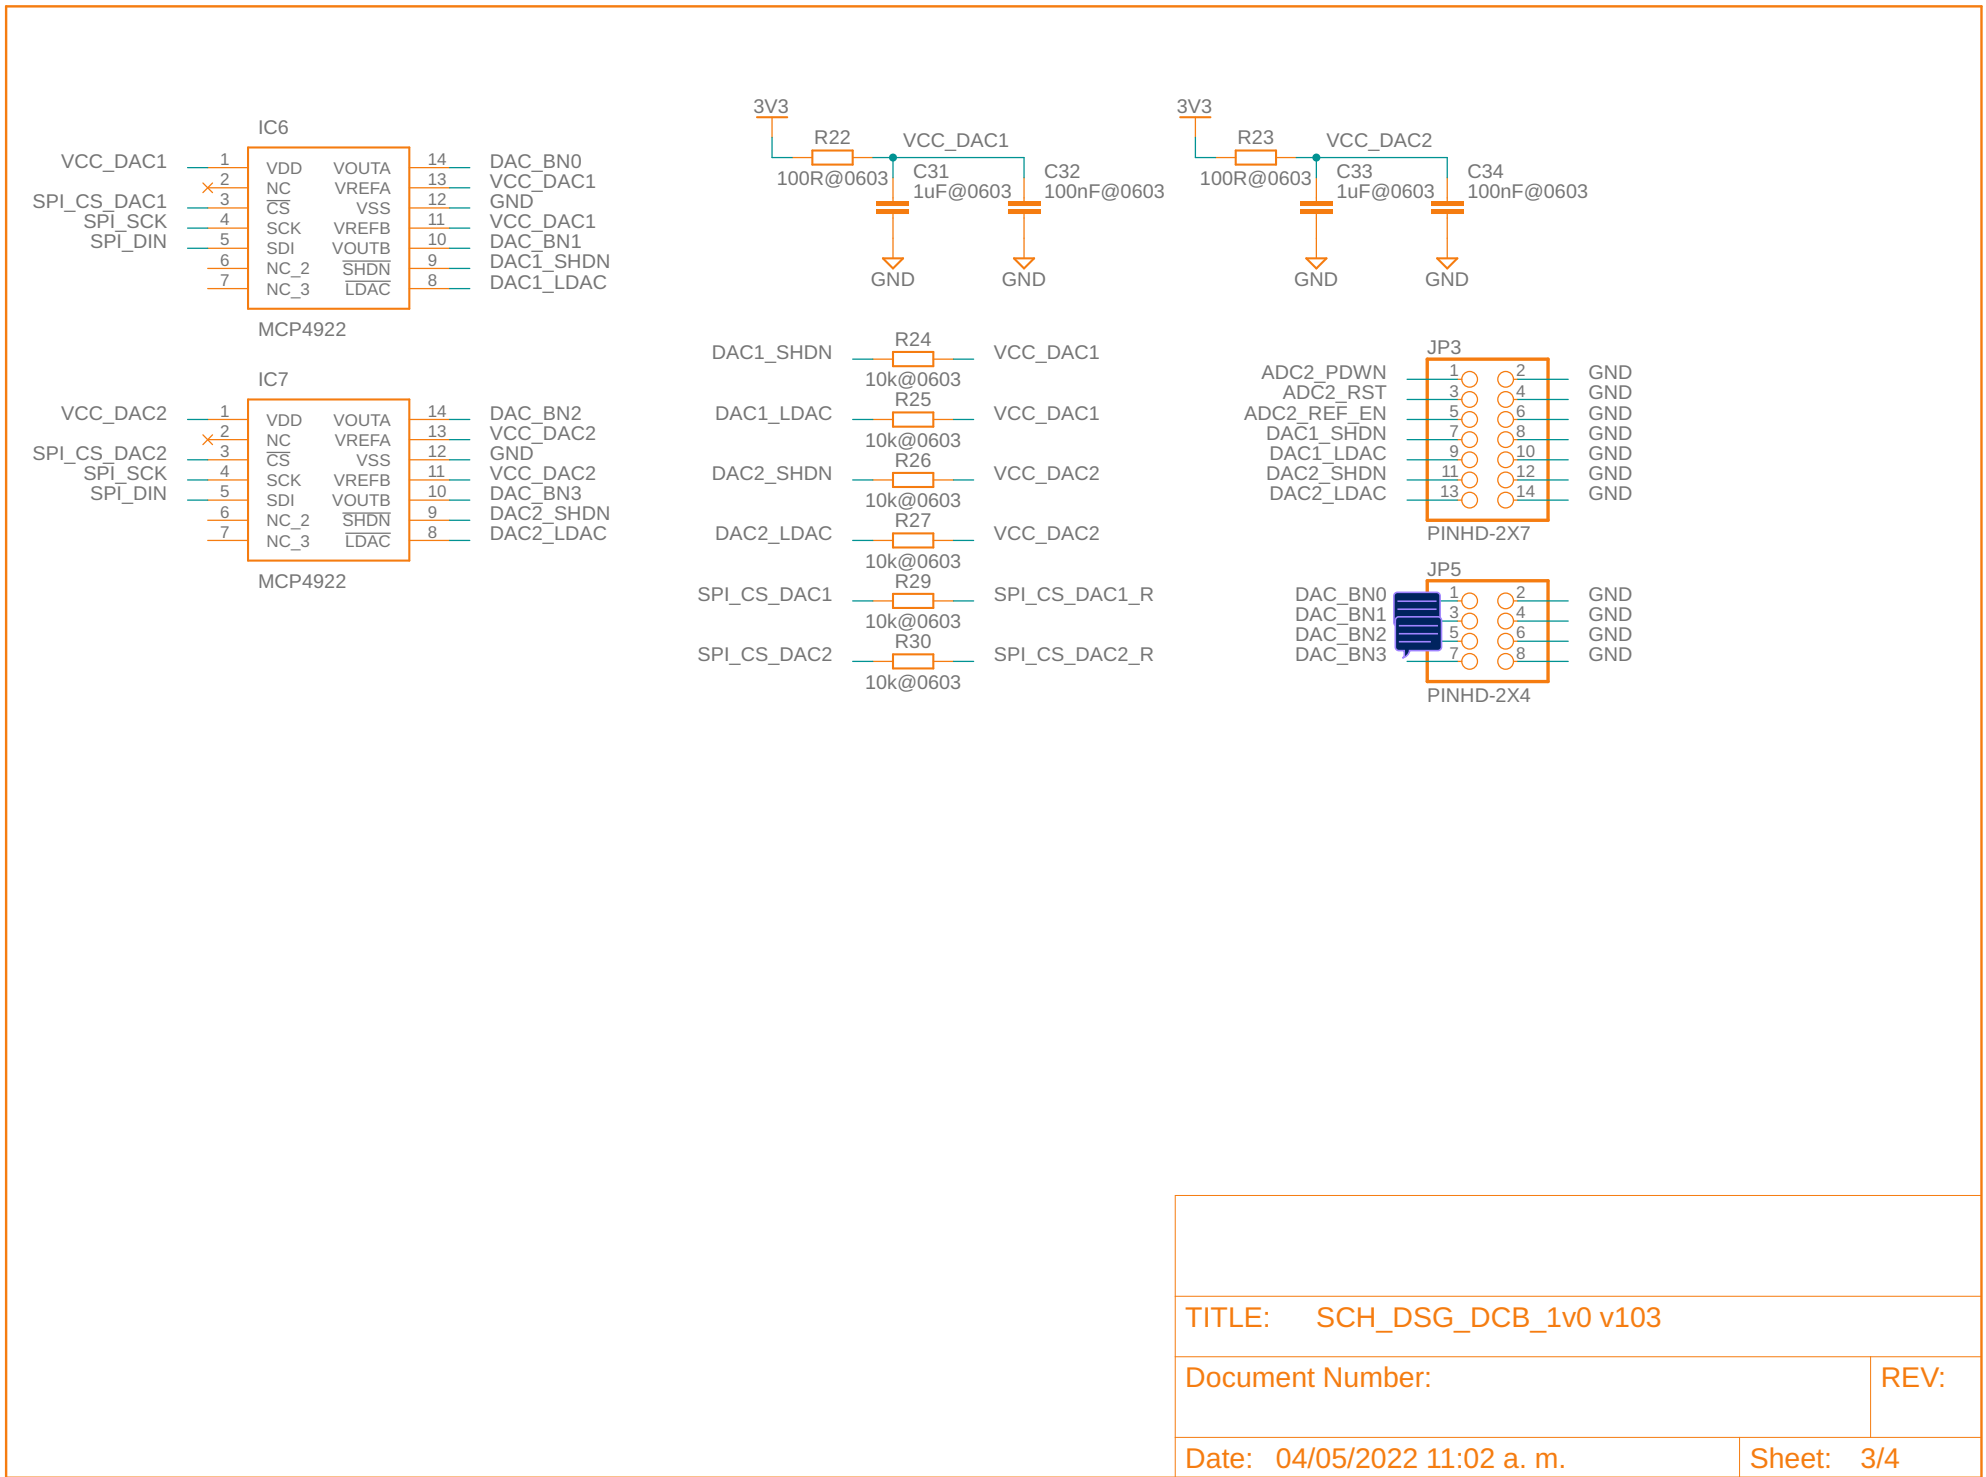 IC6
VCC_DAC1 1 VDD VOUTA 14 DAC_BN0
2 NC VREFA 13 VCC_DAC1
SPI_CS_DAC1 3 CS VSS 12 GND
SPI_SCK 4 SCK VREFB 11 VCC_DAC1
SPI_DIN 5 SDI VOUTB 10 DAC_BN1
6 NC_2 SHDN 9 DAC1_SHDN
7 NC_3 LDAC 8 DAC1_LDAC
MCP4922
IC7
VCC_DAC2 1 VDD VOUTA 14 DAC_BN2
2 NC VREFA 13 VCC_DAC2
SPI_CS_DAC2 3 CS VSS 12 GND
SPI_SCK 4 SCK VREFB 11 VCC_DAC2
SPI_DIN 5 SDI VOUTB 10 DAC_BN3
6 NC_2 SHDN 9 DAC2_SHDN
7 NC_3 LDAC 8 DAC2_LDAC
MCP4922
3V3
R22 VCC_DAC1
100R@0603
C31
1uF@0603
C32
100nF@0603
GND GND
3V3
R23 VCC_DAC2
100R@0603
C33
1uF@0603
C34
100nF@0603
GND GND
R24
DAC1_SHDN VCC_DAC1
10k@0603
R25
DAC1_LDAC VCC_DAC1
10k@0603
R26
DAC2_SHDN VCC_DAC2
10k@0603
R27
DAC2_LDAC VCC_DAC2
10k@0603
R29
SPI_CS_DAC1 SPI_CS_DAC1_R
10k@0603
R30
SPI_CS_DAC2 SPI_CS_DAC2_R
10k@0603
JP3
ADC2_PDWN 1 2 GND
ADC2_RST 3 4 GND
ADC2_REF_EN 5 6 GND
DAC1_SHDN 7 8 GND
DAC1_LDAC 9 10 GND
DAC2_SHDN 11 12 GND
DAC2_LDAC 13 14 GND
PINHD-2X7
JP5
DAC_BN0 1 2 GND
DAC_BN1 3 4 GND
DAC_BN2 5 6 GND
DAC_BN3 7 8 GND
PINHD-2X4
TITLE: SCH_DSG_DCB_1v0 v103
Document Number: REV:
Date: 04/05/2022 11:02 a. m. Sheet: 3/4